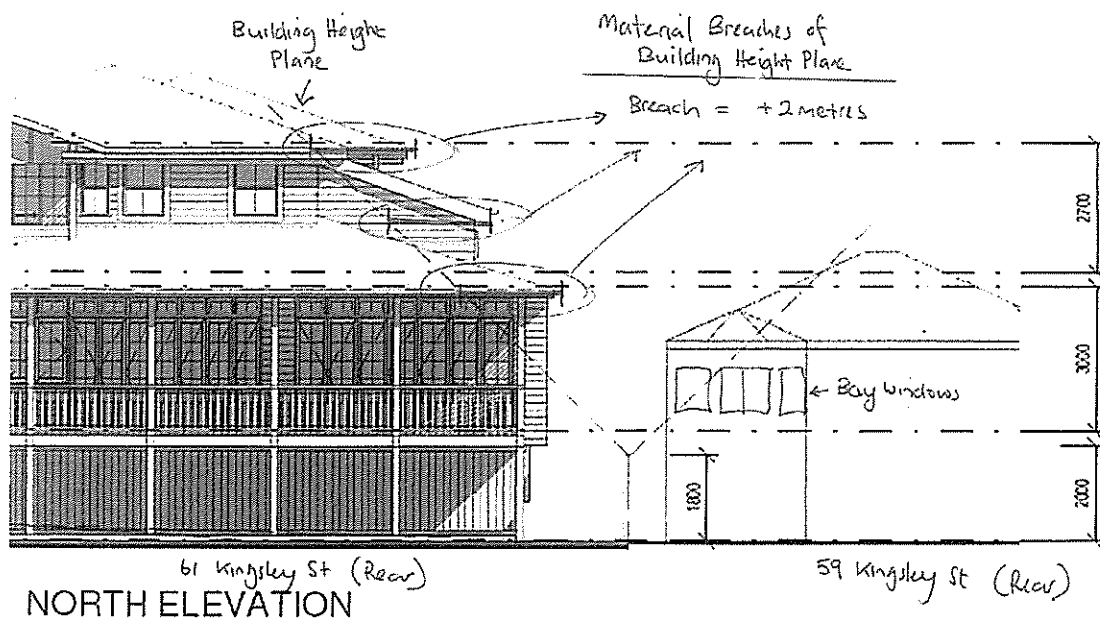 Building Height
Plane
Material Breaches of
Building Height Plane
Breach = +2 metres
2700
3000
Bay Windows
1800
2000
61 Kingsley St (Rear)
59 Kingsley St (Rear)
NORTH ELEVATION